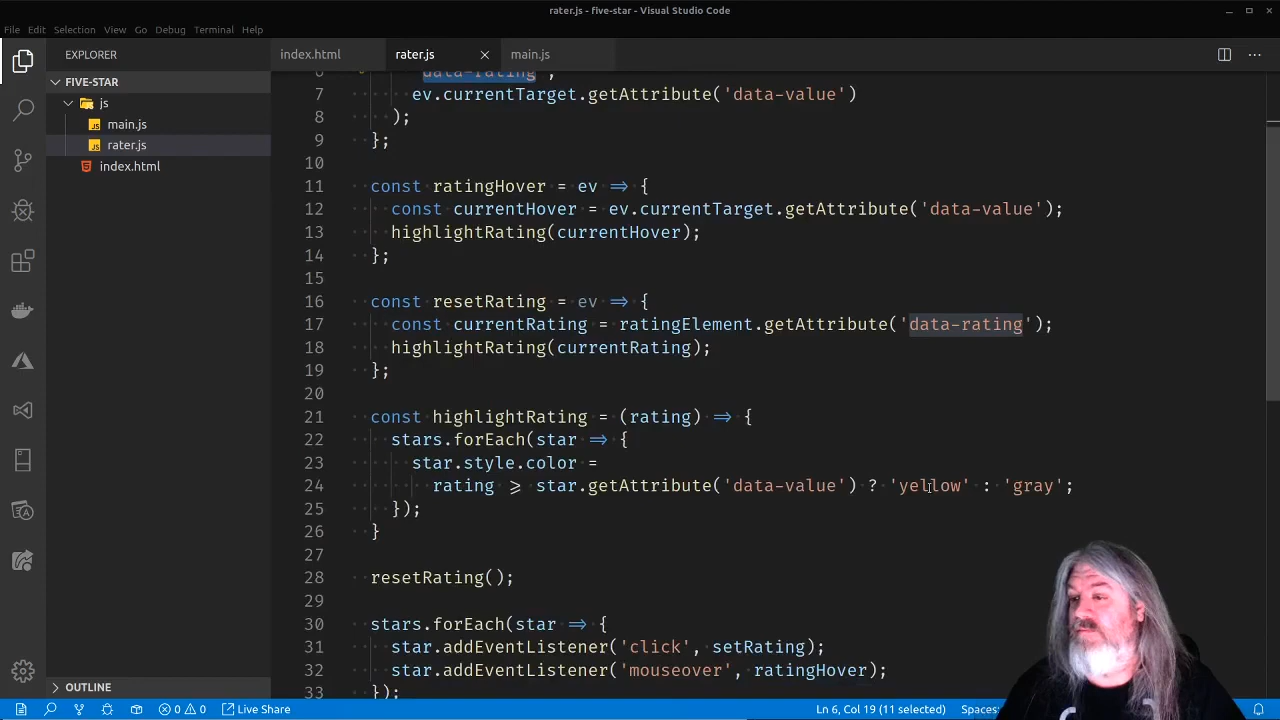 rater.js - five-star - Visual Studio Code
File Edit Selection View Go Debug Terminal Help
EXPLORER
index.html
rater.js
main.js
FIVE-STAR
js
main.js
rater.js
index.html
6 data-rating',
7 ev.currentTarget.getAttribute('data-value')
8 );
9 };
10
11 const ratingHover = ev => {
12 const currentHover = ev.currentTarget.getAttribute('data-value');
13 highlightRating(currentHover);
14 };
15
16 const resetRating = ev => {
17 const currentRating = ratingElement.getAttribute('data-rating');
18 highlightRating(currentRating);
19 };
20
21 const highlightRating = (rating) => {
22 stars.forEach(star => {
23 star.style.color =
24 rating >= star.getAttribute('data-value') ? 'yellow' : 'gray';
25 });
26 }
27
28 resetRating();
29
30 stars.forEach(star => {
31 star.addEventListener('click', setRating);
32 star.addEventListener('mouseover', ratingHover);
33 });
OUTLINE
0 0 Live Share Ln 6, Col 19 (11 selected) Spaces: